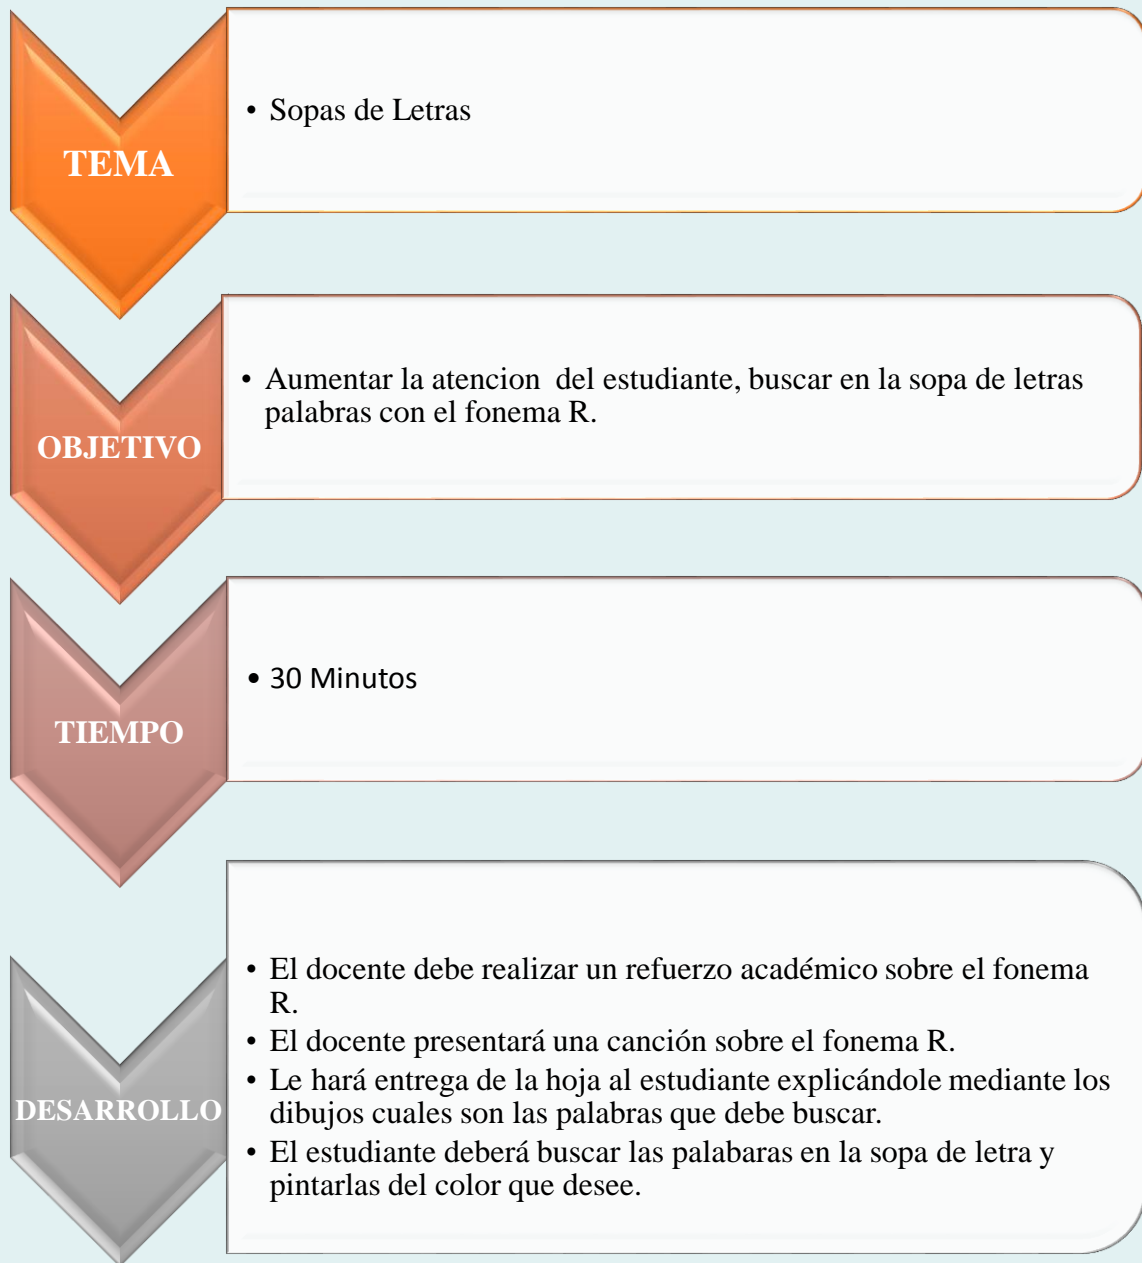 TEMA
• Sopas de Letras
OBJETIVO
• Aumentar la atencion del estudiante, buscar en la sopa de letras
palabras con el fonema R.
TIEMPO
• 30 Minutos
DESARROLLO
• El docente debe realizar un refuerzo académico sobre el fonema
R.
• El docente presentará una canción sobre el fonema R.
• Le hará entrega de la hoja al estudiante explicándole mediante los
dibujos cuales son las palabras que debe buscar.
• El estudiante deberá buscar las palabaras en la sopa de letra y
pintarlas del color que desee.